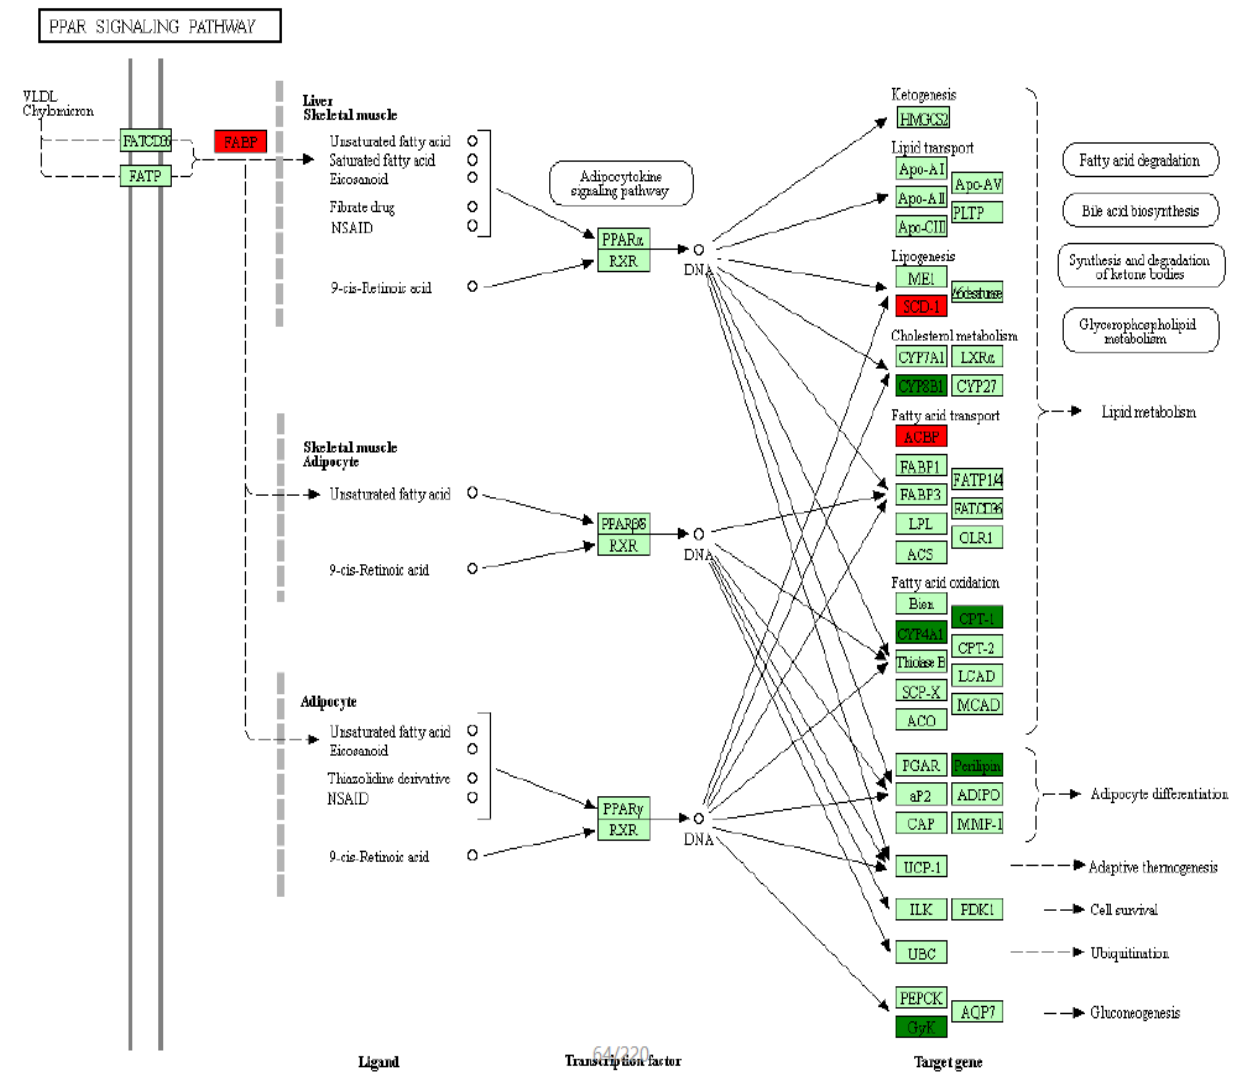 PPAR SIGNALING PATHWAY
VLDL
Chylomicron
FATCD36
FATP
FABP
Liver
Skeletal muscle
Unsaturated fatty acid
Saturated fatty acid
Eicosanoid
Fibrate drug
NSAID
9-cis-Retinoic acid
Adipocytokine
signaling pathway
PPARα
RXR
DNA
Skeletal muscle
Adipocyte
Unsaturated fatty acid
9-cis-Retinoic acid
PPARβ/δ
RXR
DNA
Adipocyte
Unsaturated fatty acid
Eicosanoid
Thiazolidine derivative
NSAID
9-cis-Retinoic acid
PPARγ
RXR
DNA
Ketogenesis
HMGCS2
Lipid transport
Apo-AI
Apo-AII
Apo-CIII
Apo-AV
PLTP
Lipogenesis
ME1
SCD-1
Cholesterol metabolism
CYP7A1
LXRα
CYP8B1
CYP27
Fatty acid transport
ACBP
FABP1
FABP3
LPL
ACS
FATP1/4
FATCD36
OLR1
Fatty acid oxidation
Bien
CYP4A1
Thiolase B
SCP-X
ACO
CPT-1
CPT-2
LCAD
MCAD
PGAR
Perilipin
aP2
ADIPO
CAP
MMP-1
UCP-1
ILK
PDK1
UBC
PEPCK
GyK
AQP7
Fatty acid degradation
Bile acid biosynthesis
Synthesis and degradation
of ketone bodies
Glycerophospholipid
metabolism
Lipid metabolism
Adipocyte differentiation
Adaptive thermogenesis
Cell survival
Ubiquitination
Gluconeogenesis
64/220
Ligand
Transcription factor
Target gene